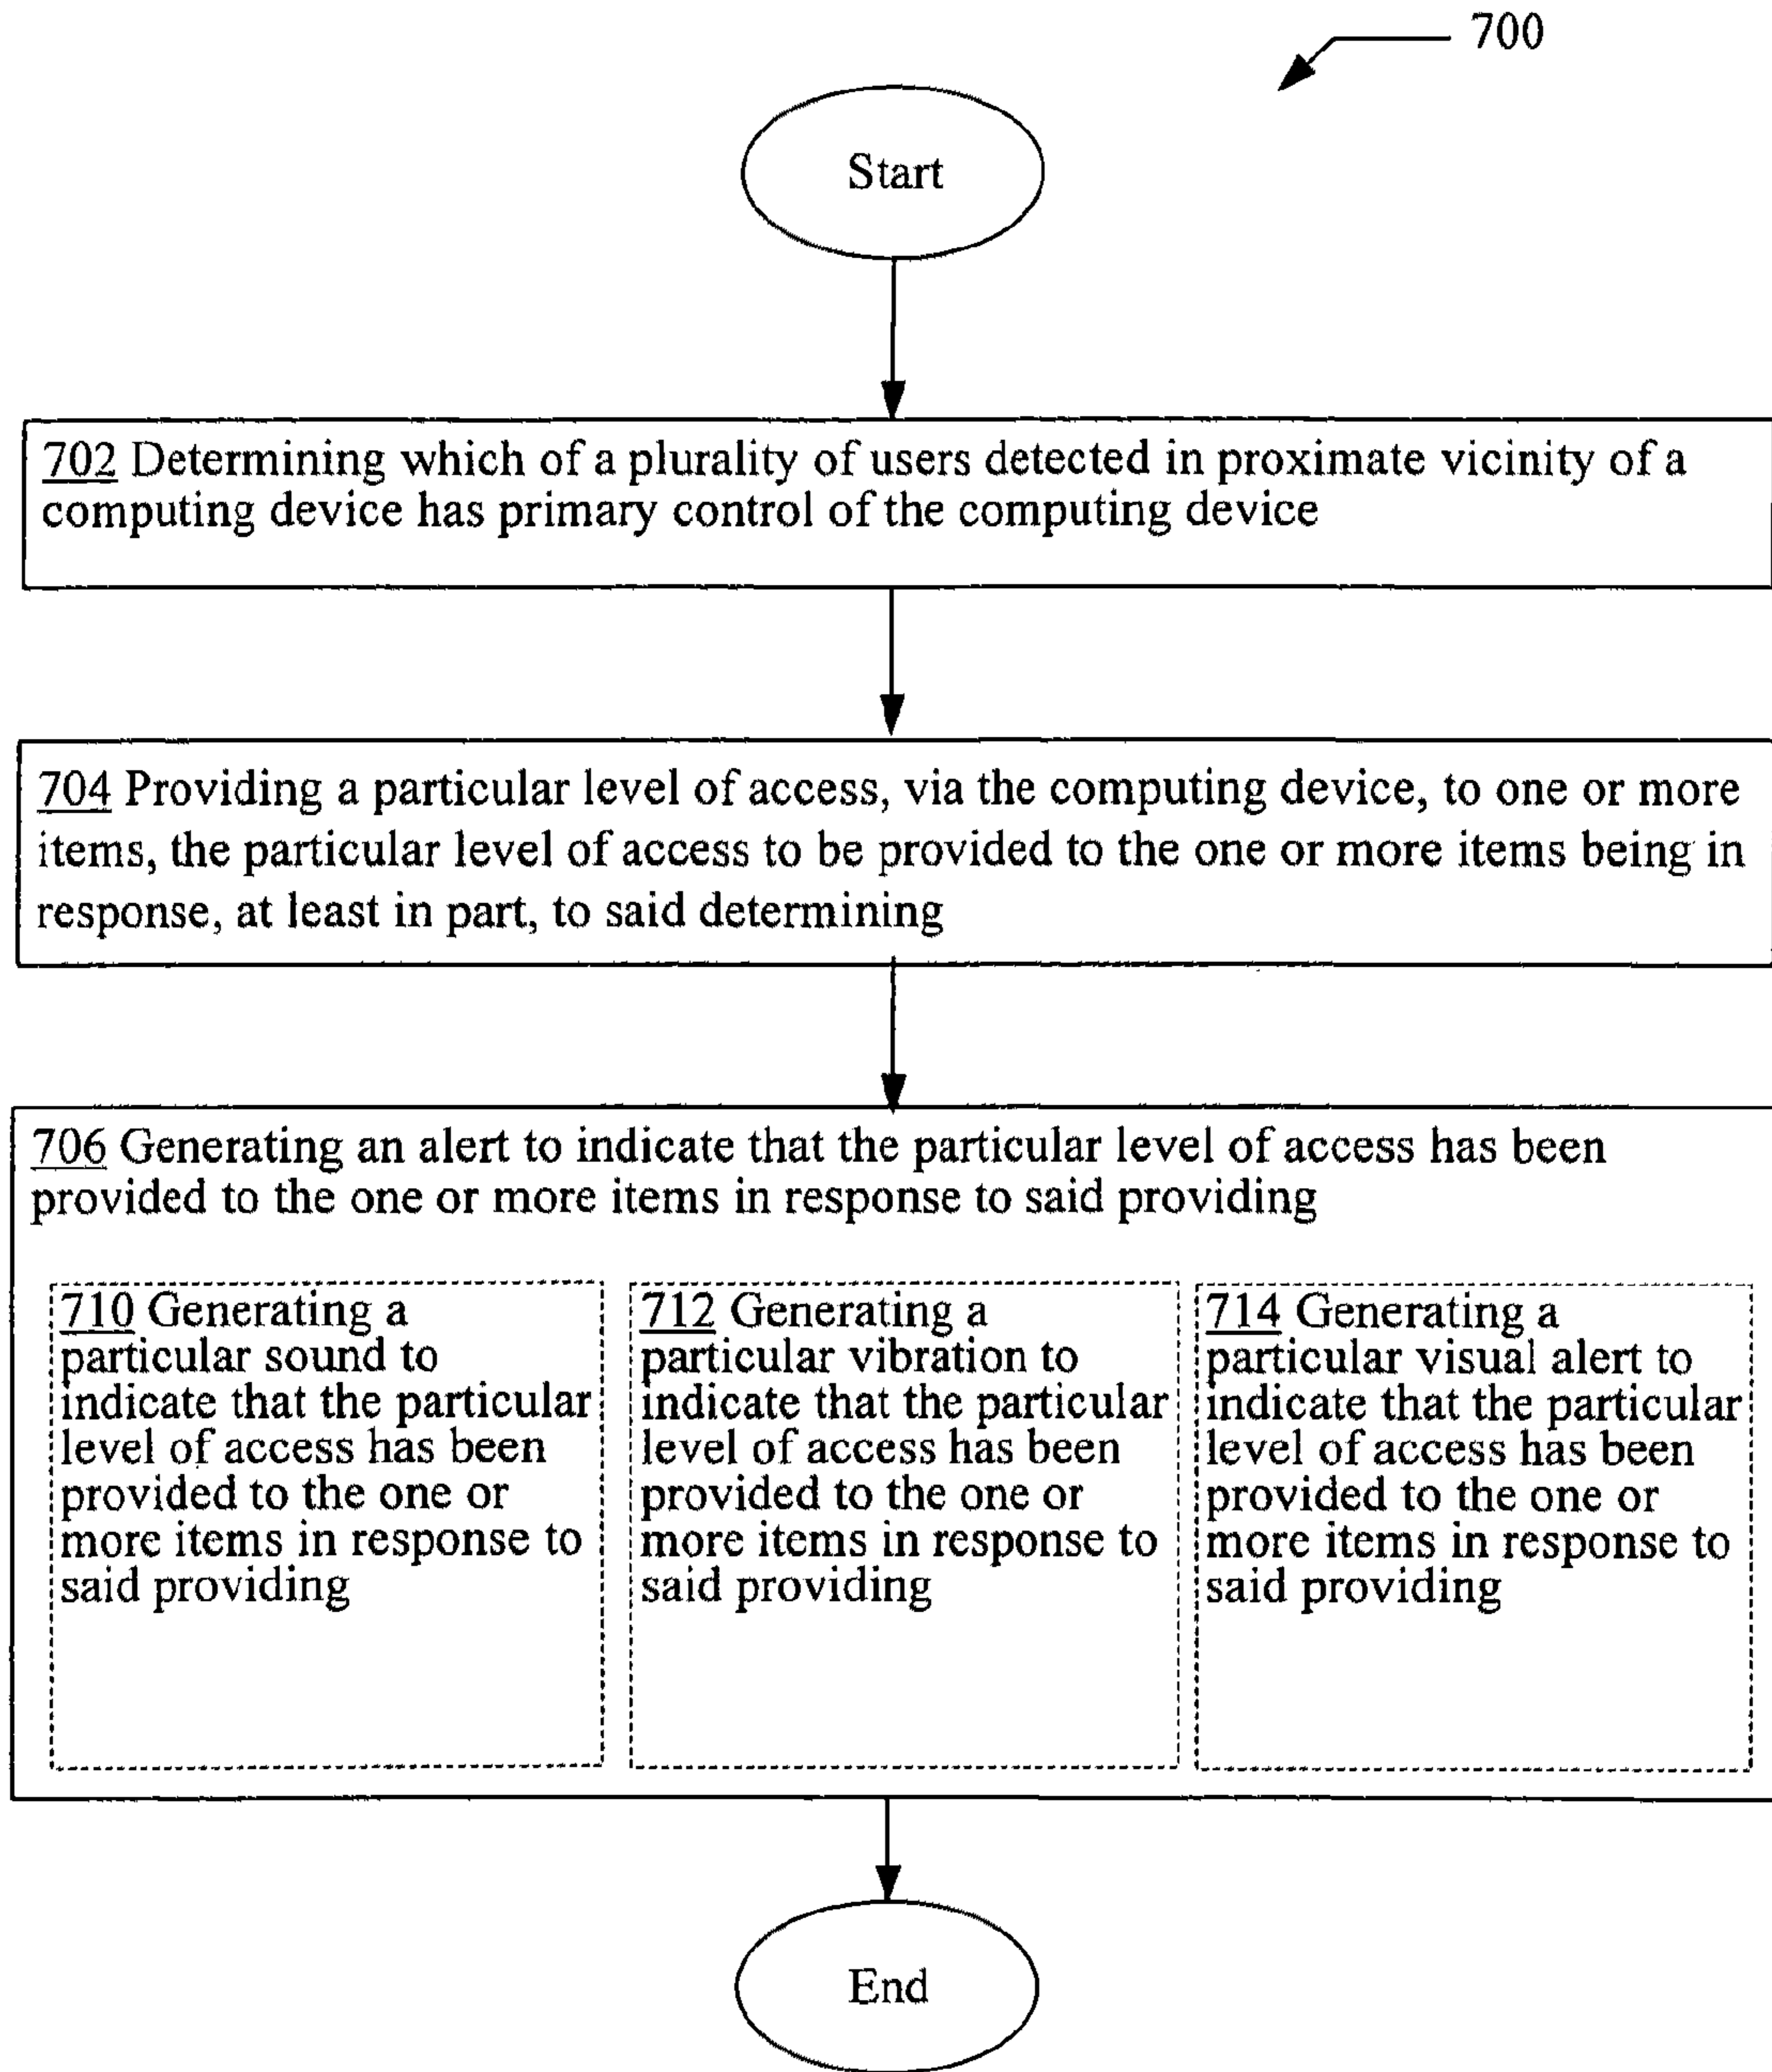 700
Start
702 Determining which of a plurality of users detected in proximate vicinity of a
computing device has primary control of the computing device
704 Providing a particular level of access, via the computing device, to one or more
items, the particular level of access to be provided to the one or more items being in
response, at least in part, to said determining
706 Generating an alert to indicate that the particular level of access has been
provided to the one or more items in response to said providing
710 Generating a
particular sound to
indicate that the particular
level of access has been
provided to the one or
more items in response to
said providing
712 Generating a
particular vibration to
indicate that the particular
level of access has been
provided to the one or
more items in response to
said providing
714 Generating a
particular visual alert to
indicate that the particular
level of access has been
provided to the one or
more items in response to
said providing
End